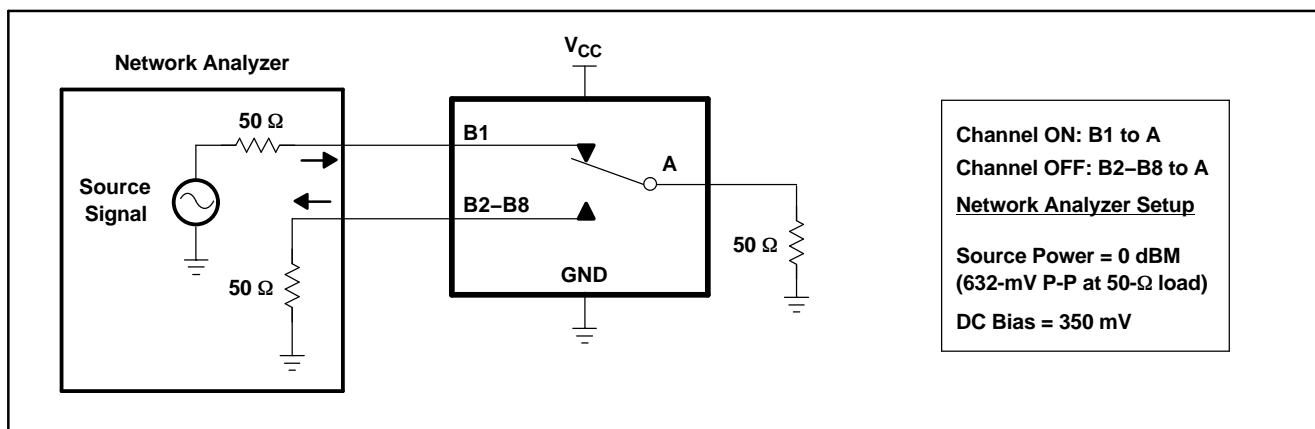 V_CC
Network Analyzer
50 Ω
B1
A
Source
Signal
B2–B8
50 Ω
50 Ω
GND
Channel ON: B1 to A
Channel OFF: B2–B8 to A
Network Analyzer Setup
Source Power = 0 dBM
(632-mV P-P at 50-Ω load)
DC Bias = 350 mV